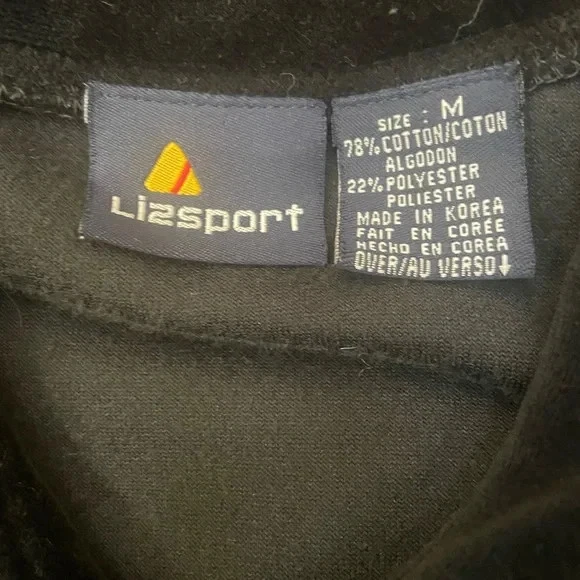 Lizsport
SIZE : M
78% COTTON/COTON
ALGODON
22% POLYESTER
POLIESTER
MADE IN KOREA
FAIT EN CORÉE
HECHO EN COREA
OVER/AU VERSO↓